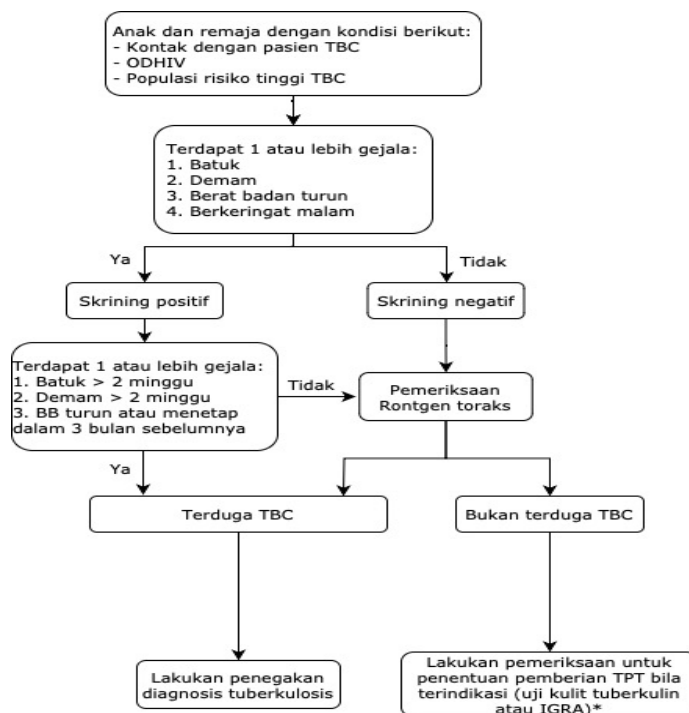 Anak dan remaja dengan kondisi berikut:
- Kontak dengan pasien TBC
- ODHIV
- Populasi risiko tinggi TBC
Terdapat 1 atau lebih gejala:
1. Batuk
2. Demam
3. Berat badan turun
4. Berkeringat malam
Ya
Tidak
Skrining positif
Skrining negatif
Terdapat 1 atau lebih gejala:
1. Batuk > 2 minggu
2. Demam > 2 minggu
3. BB turun atau menetap
dalam 3 bulan sebelumnya
Tidak
Pemeriksaan
Rontgen toraks
Ya
Terduga TBC
Bukan terduga TBC
Lakukan penegakan
diagnosis tuberkulosis
Lakukan pemeriksaan untuk
penentuan pemberian TPT bila
terindikasi (uji kulit tuberkulin
atau IGRA)*